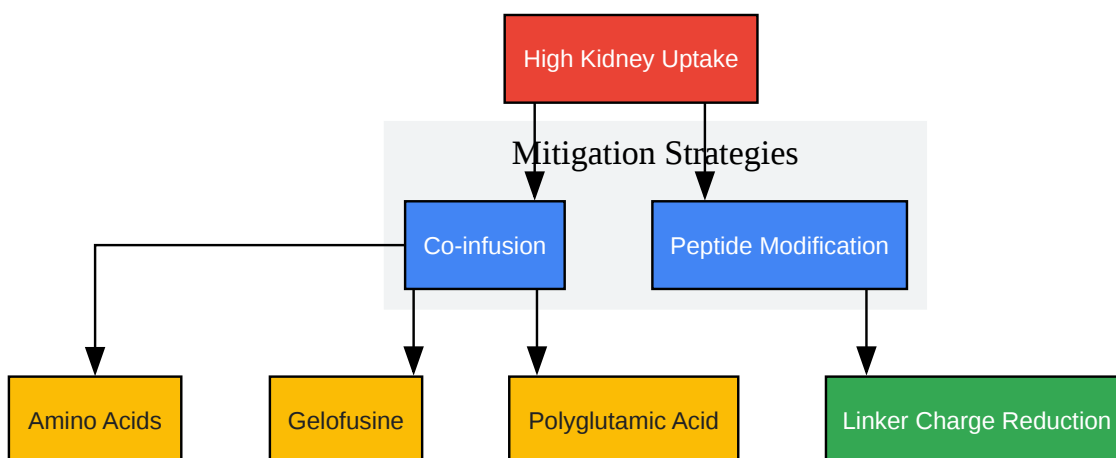 High Kidney Uptake
Mitigation Strategies
Co-infusion
Peptide Modification
Amino Acids
Gelofusine
Polyglutamic Acid
Linker Charge Reduction